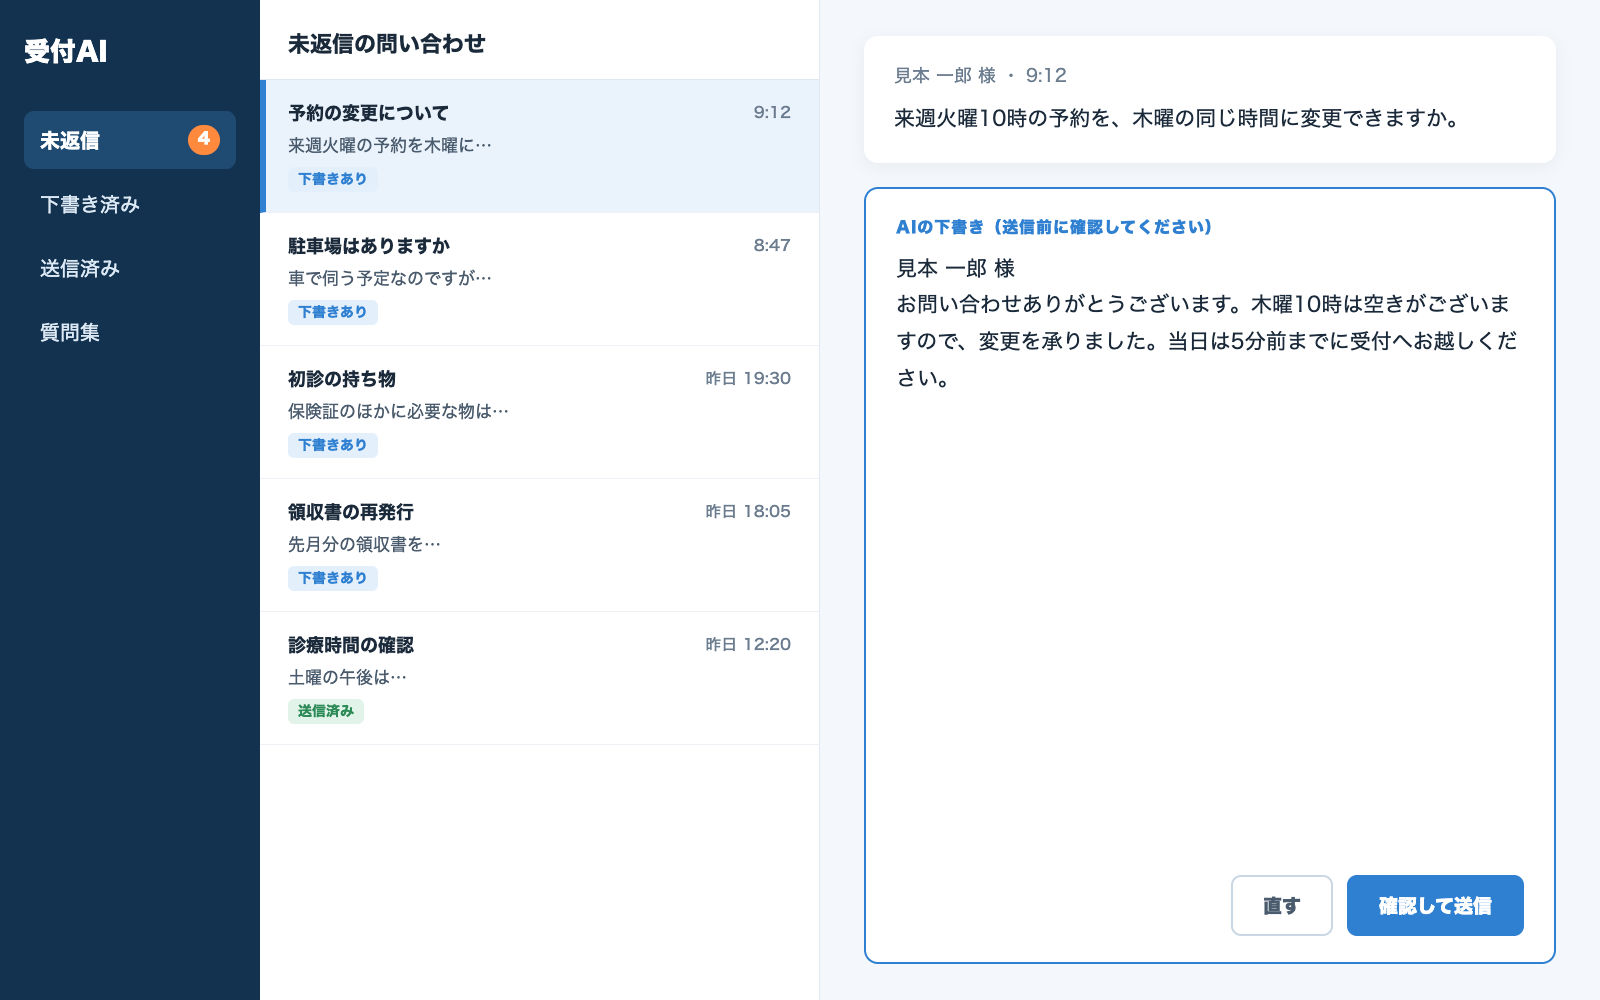 受付AI
未返信 4
下書き済み
送信済み
質問集
未返信の問い合わせ
予約の変更について 9:12
来週火曜の予約を木曜に…
下書きあり
駐車場はありますか 8:47
車で伺う予定なのですが…
下書きあり
初診の持ち物 昨日 19:30
保険証のほかに必要な物は…
下書きあり
領収書の再発行 昨日 18:05
先月分の領収書を…
下書きあり
診療時間の確認 昨日 12:20
土曜の午後は…
送信済み
見本 一郎 様 ・ 9:12
来週火曜10時の予約を、木曜の同じ時間に変更できますか。
AIの下書き（送信前に確認してください）
見本 一郎 様
お問い合わせありがとうございます。木曜10時は空きがございま
すので、変更を承りました。当日は5分前までに受付へお越しくだ
さい。
直す 確認して送信